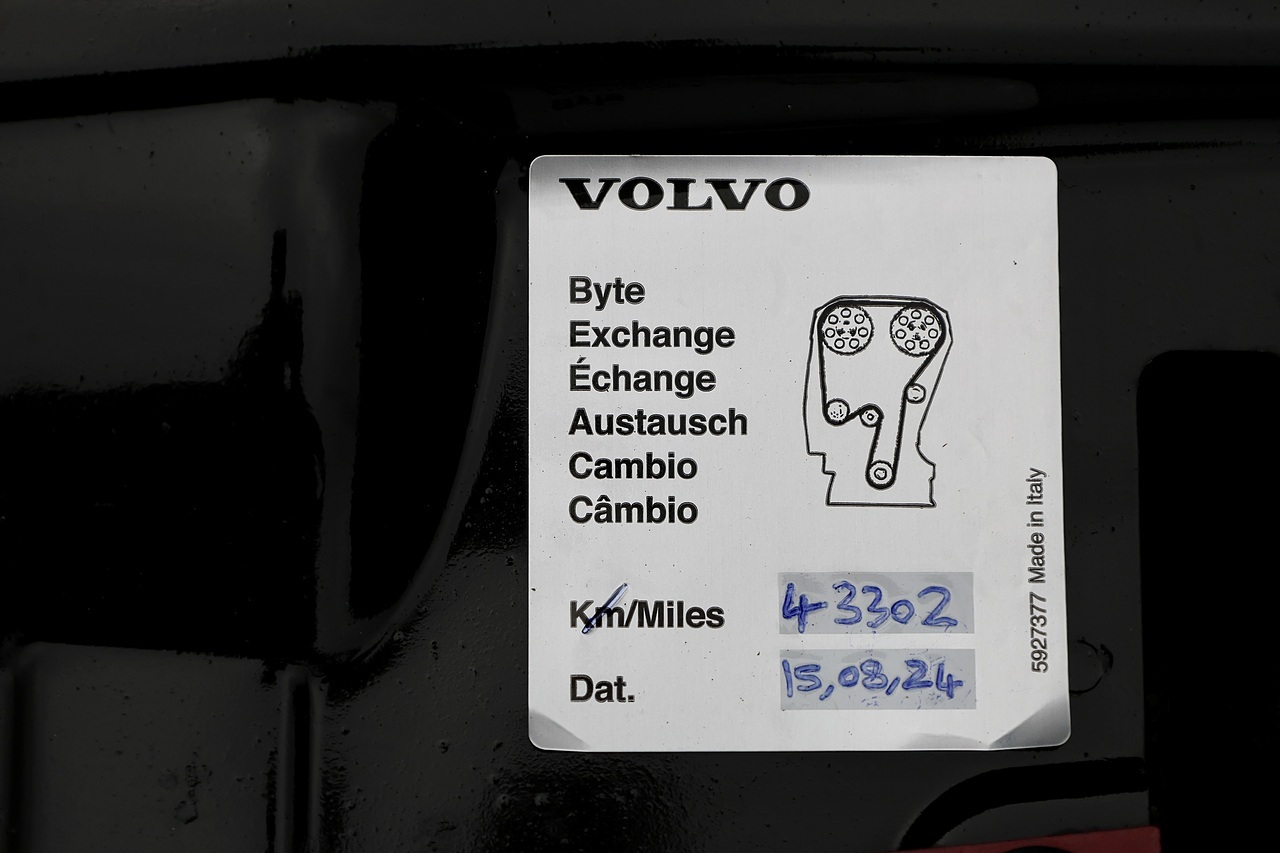 VOLVO
Byte
Exchange
Échange
Austausch
Cambio
Câmbio
Km/Miles 43302
Dat. 15,08,24
5927377 Made in Italy